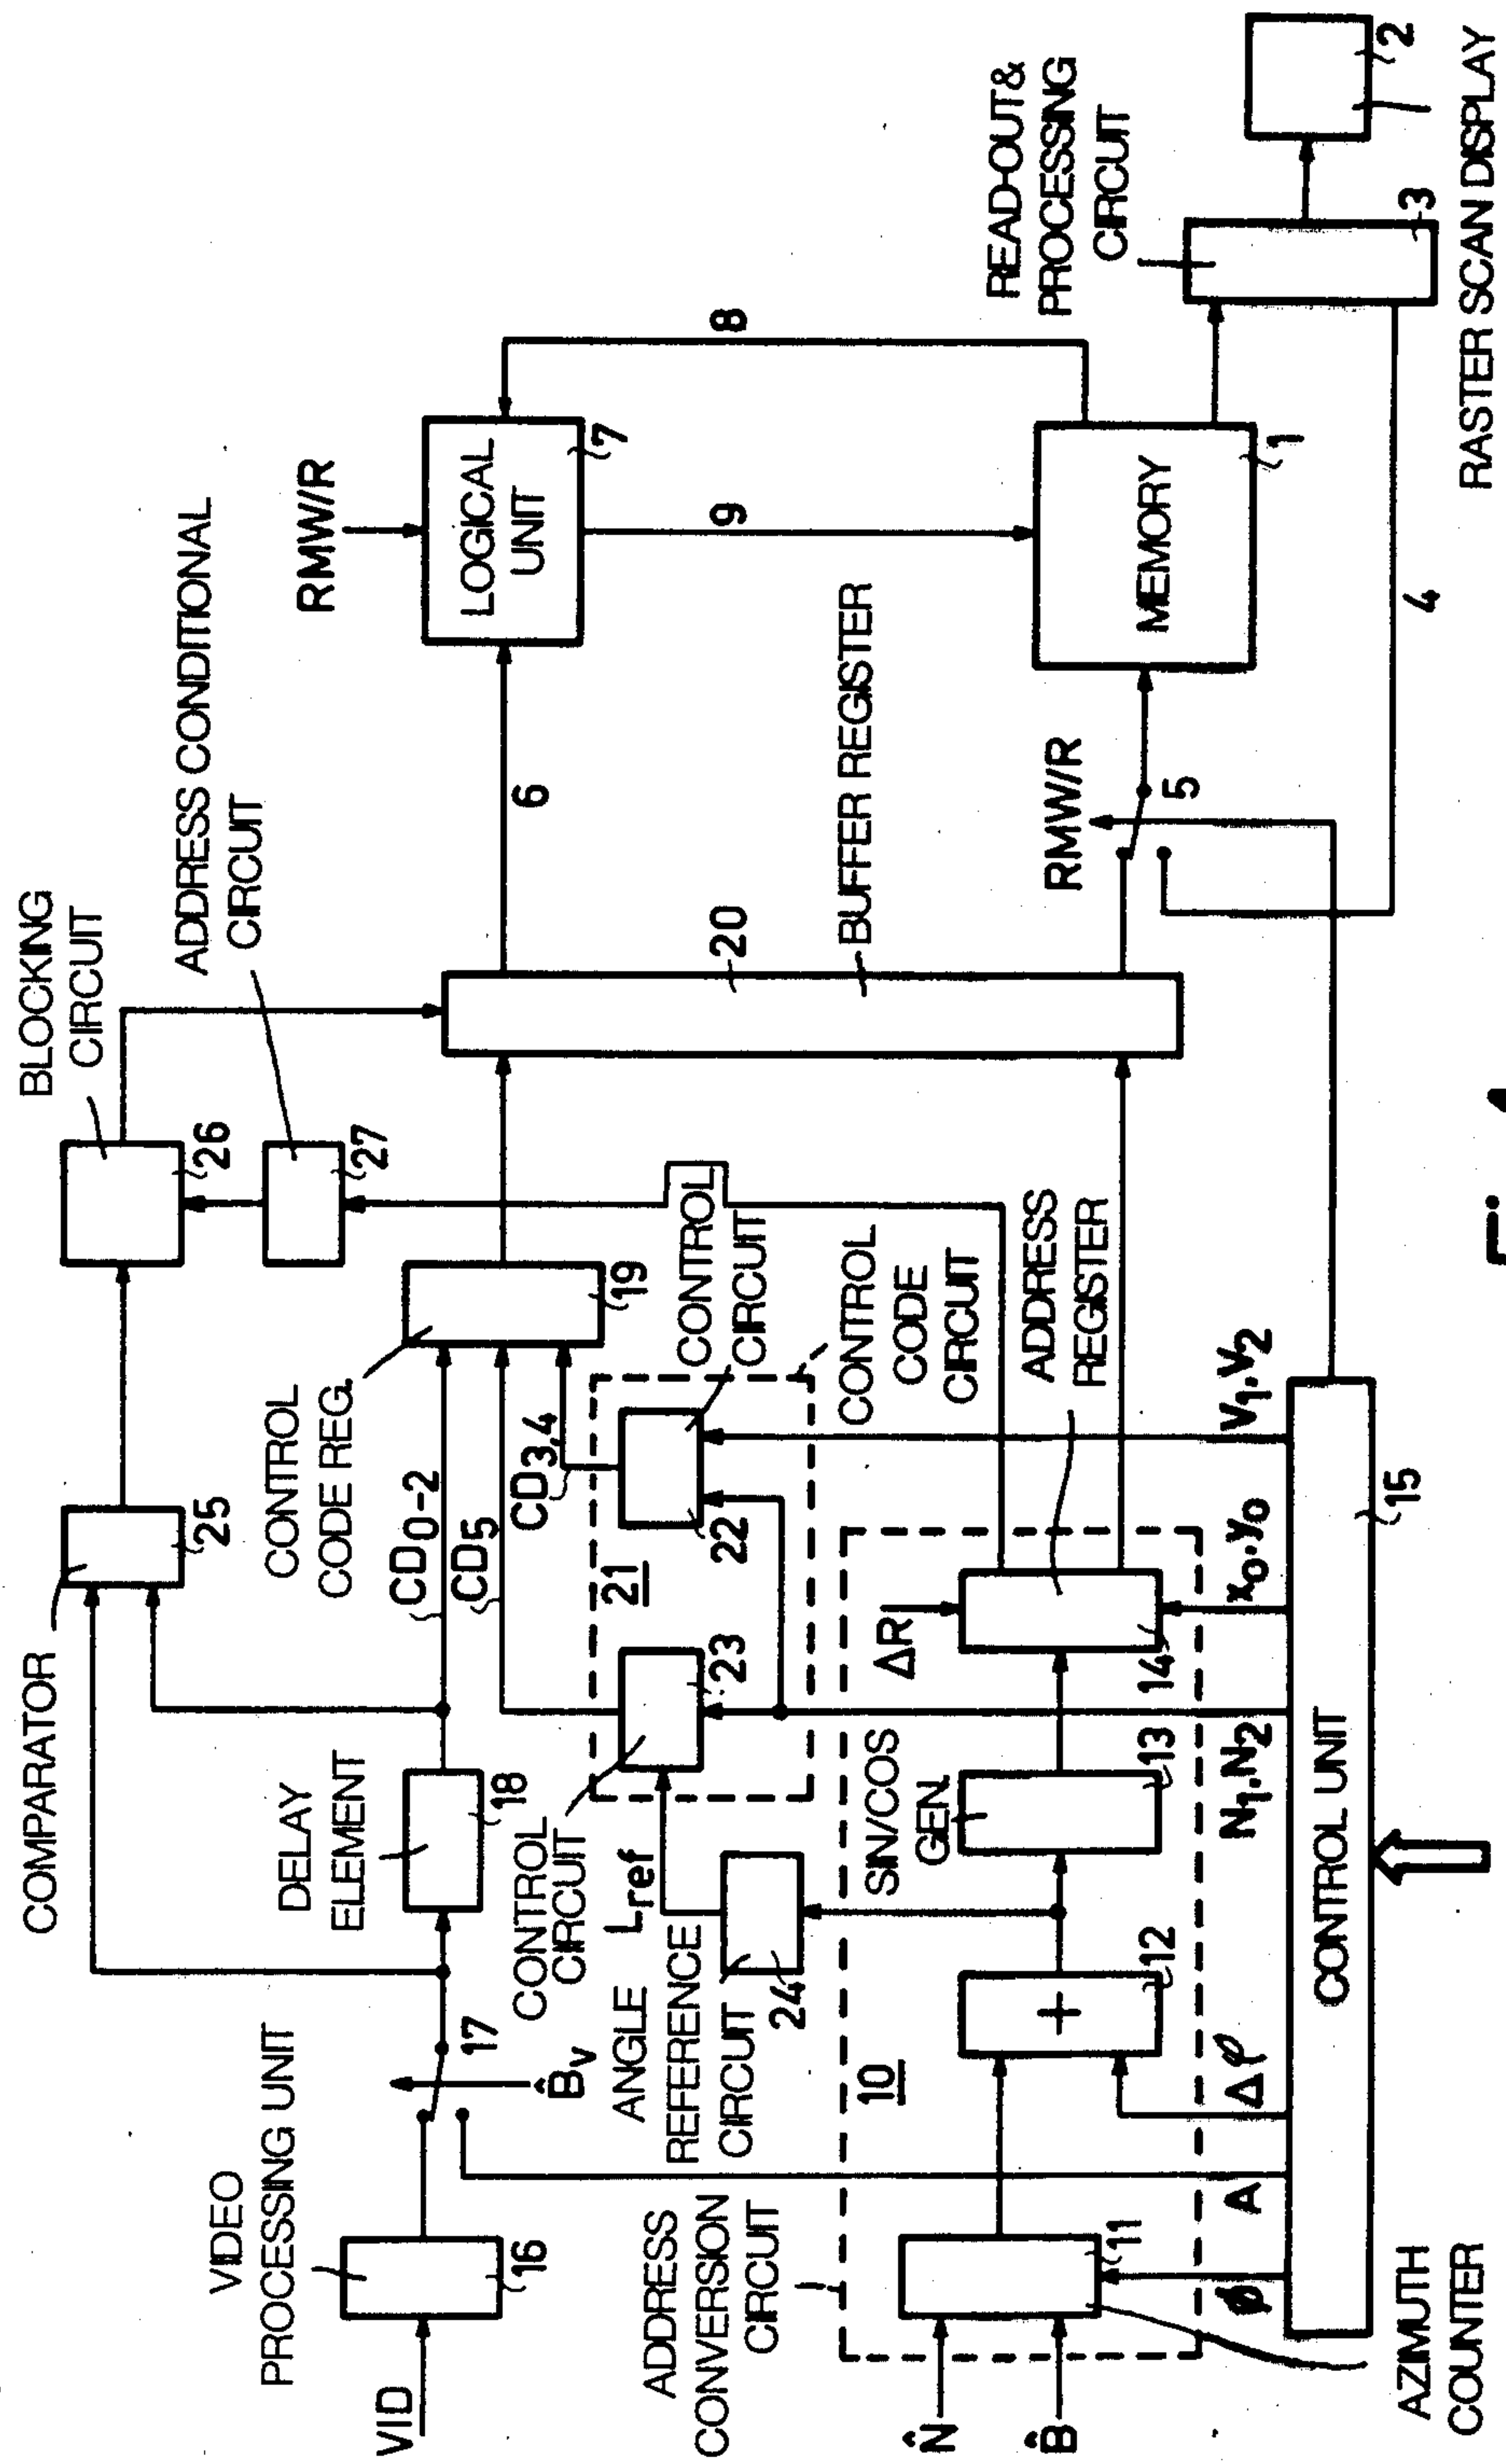 BLOCKING
CIRCUIT
ADDRESS CONDITIONAL
CIRCUIT
COMPARATOR
25
26
27
RMW/R
LOGICAL
UNIT
7
8
VIDEO
PROCESSING UNIT
VID
16
17
B̂v
DELAY
ELEMENT
18
CONTROL
CODE REG.
CD0-2
CD5
CD3,4
19
6
20
BUFFER REGISTER
9
READ-OUT&
PROCESSING
CIRCUIT
CONTROL
CIRCUIT
Lref
21
23
22
CONTROL
CIRCUIT
CONTROL
CODE
CIRCUIT
ANGLE
REFERENCE
CIRCUIT
24
ADDRESS
CONVERSION
CIRCUIT
10
SIN/COS
GEN.
ΔR
ADDRESS
REGISTER
RMW/R
5
MEMORY
1
2
3
N̂
B̂
11
+
12
13
14
4
RASTER SCAN DISPLAY
AZIMUTH
COUNTER
ϕ
A
Δφ
N1,N2
x0,y0
V1,V2
CONTROL UNIT
15